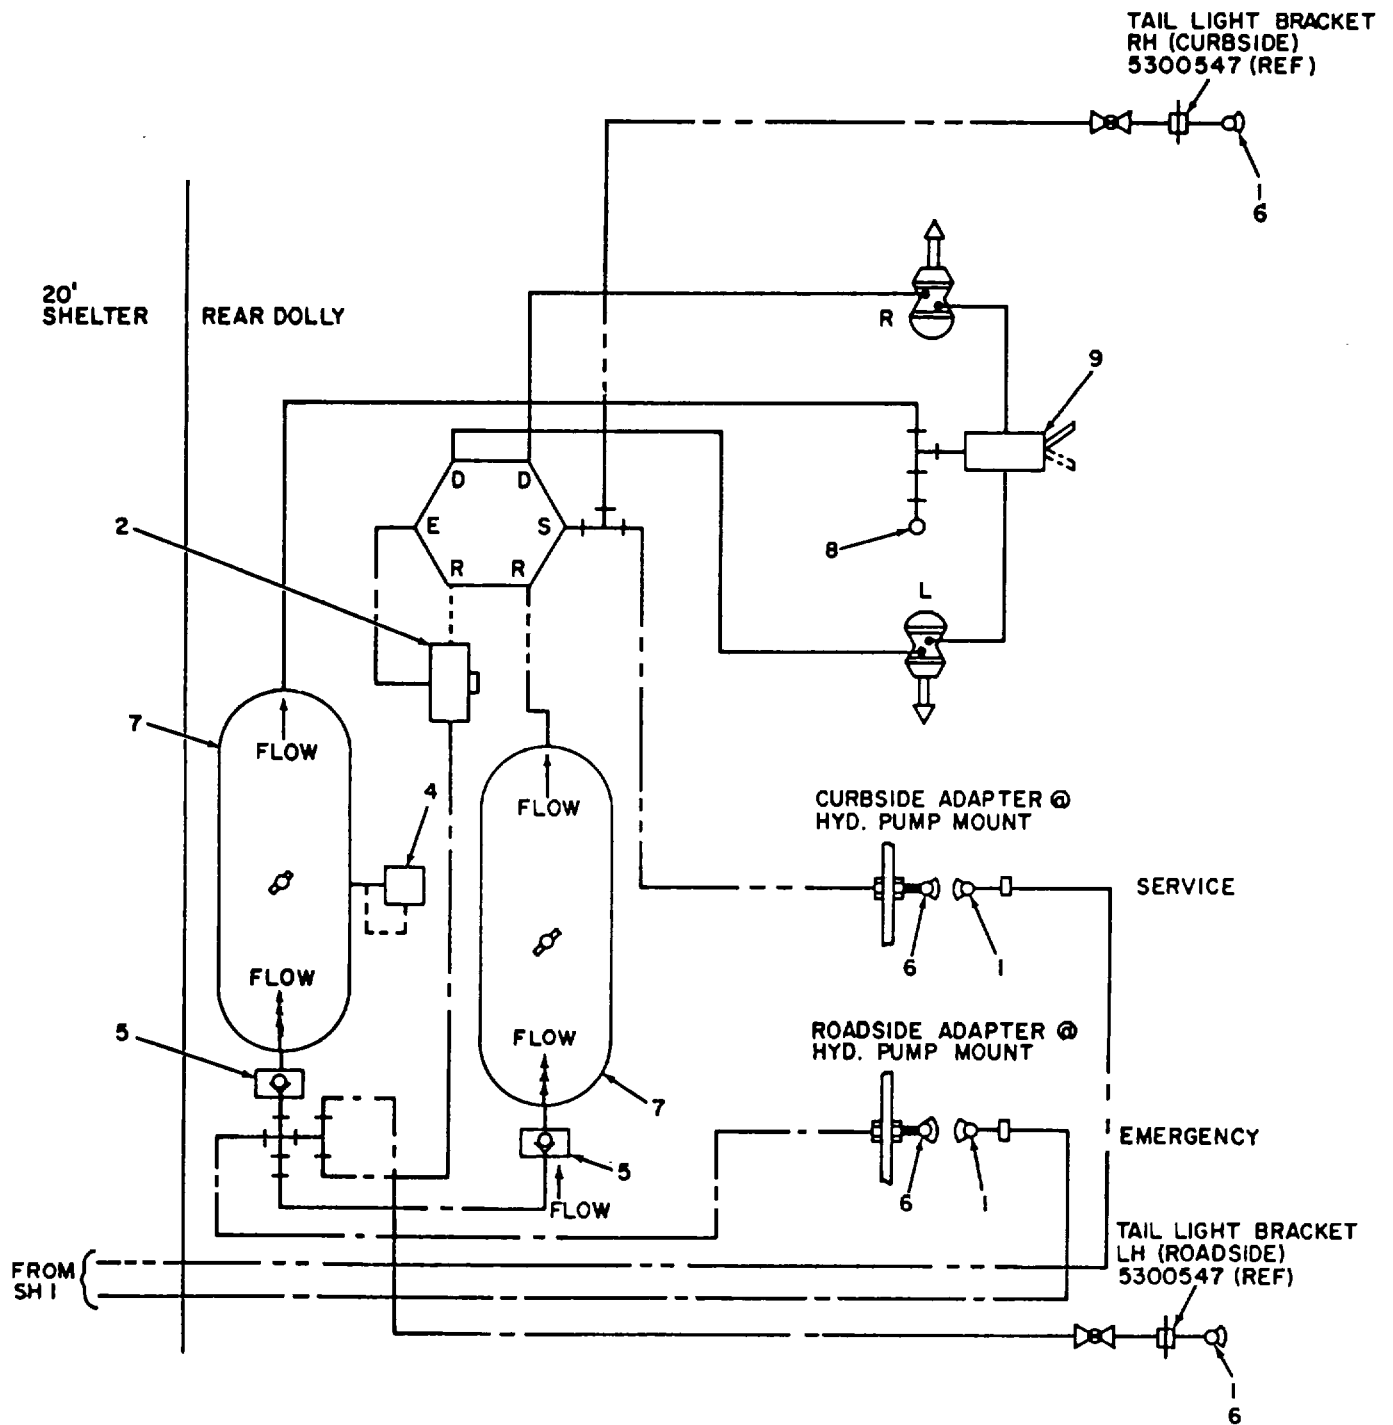 TAIL LIGHT BRACKET
RH (CURBSIDE)
5300547 (REF)
1
6
20'
SHELTER
REAR DOLLY
R
9
D D
E S
R R
2
8
L
7
FLOW
4
FLOW
CURBSIDE ADAPTER @
HYD. PUMP MOUNT
SERVICE
6
1
FLOW
5
FLOW
ROADSIDE ADAPTER @
HYD. PUMP MOUNT
7
EMERGENCY
5
6
1
FLOW
FROM
SH 1
TAIL LIGHT BRACKET
LH (ROADSIDE)
5300547 (REF)
1
6